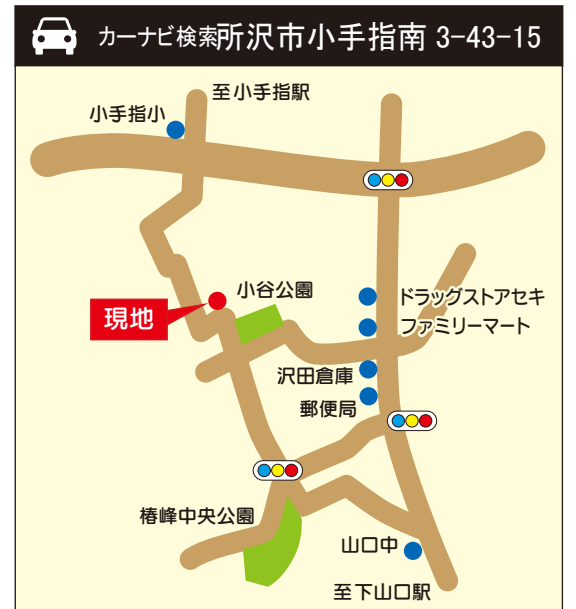 カーナビ検索所沢市小手指南 3-43-15
至小手指駅
小手指小
小谷公園
現地
ドラッグストアセキ
ファミリーマート
沢田倉庫
郵便局
椿峰中央公園
山口中
至下山口駅